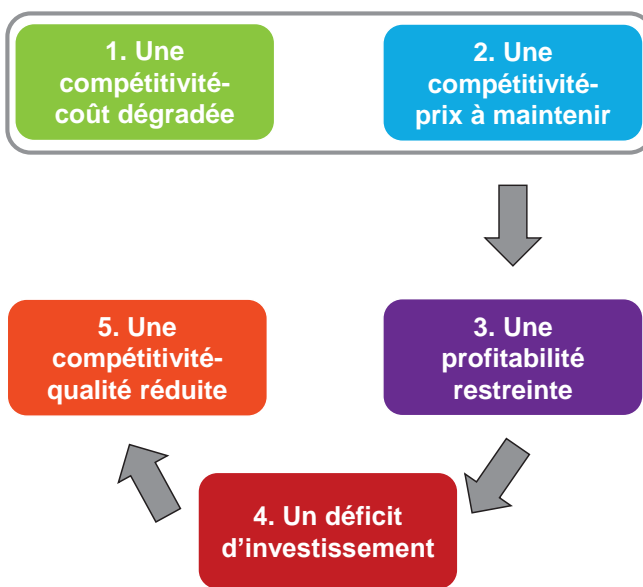 1. Une
compétitivité-
coût dégradée
2. Une
compétitivité-
prix à maintenir
3. Une
profitabilité
restreinte
4. Un déficit
d’investissement
5. Une
compétitivité-
qualité réduite